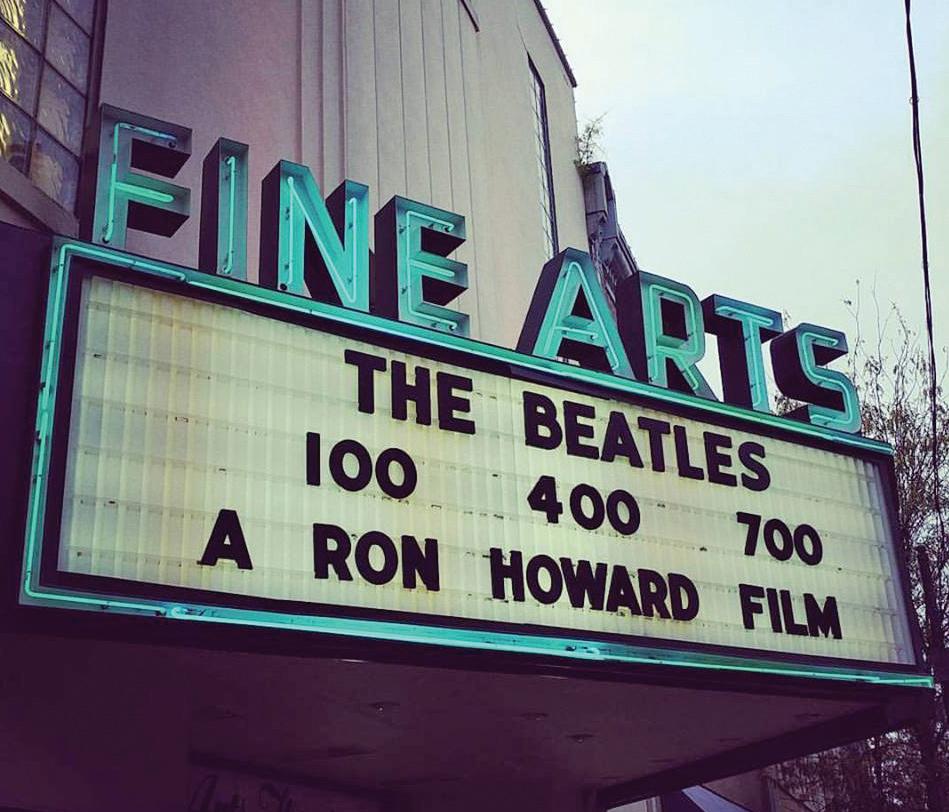 FINE ARTS
THE BEATLES
100 400 700
A RON HOWARD FILM